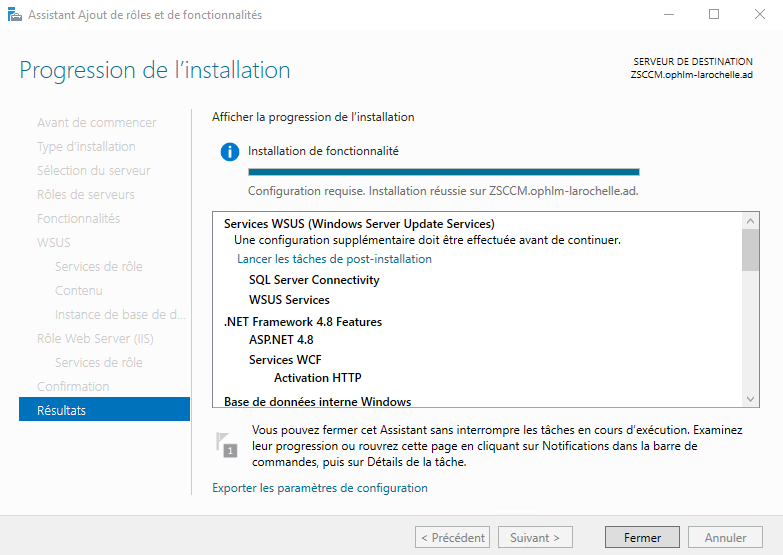 Assistant Ajout de rôles et de fonctionnalités
Progression de l'installation
SERVEUR DE DESTINATION
ZSCCM.ophlm-larochelle.ad
Avant de commencer
Type d'installation
Sélection du serveur
Rôles de serveurs
Fonctionnalités
WSUS
Services de rôle
Contenu
Instance de base de d...
Rôle Web Server (IIS)
Services de rôle
Confirmation
Résultats
Afficher la progression de l'installation
Installation de fonctionnalité
Configuration requise. Installation réussie sur ZSCCM.ophlm-larochelle.ad.
Services WSUS (Windows Server Update Services)
Une configuration supplémentaire doit être effectuée avant de continuer.
Lancer les tâches de post-installation
SQL Server Connectivity
WSUS Services
.NET Framework 4.8 Features
ASP.NET 4.8
Services WCF
Activation HTTP
Base de données interne Windows
1
Vous pouvez fermer cet Assistant sans interrompre les tâches en cours d'exécution. Examinez
leur progression ou rouvrez cette page en cliquant sur Notifications dans la barre de
commandes, puis sur Détails de la tâche.
Exporter les paramètres de configuration
< Précédent
Suivant >
Fermer
Annuler